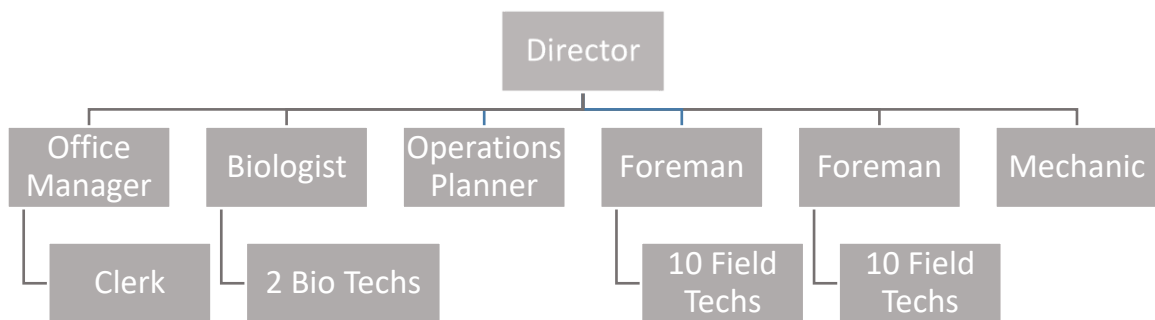 Director
Office
Manager
Biologist
Operations
Planner
Foreman
Foreman
Mechanic
Clerk
2 Bio Techs
10 Field
Techs
10 Field
Techs